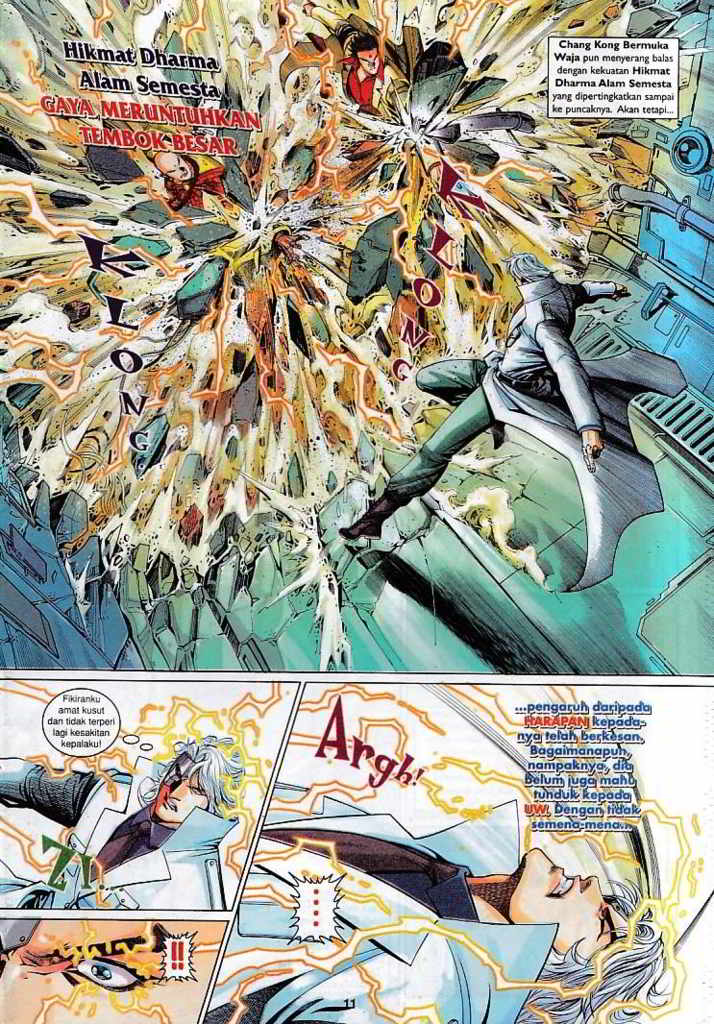 Hikmat Dharma
Alam Semesta
GAYA MERUNTUHKAN
TEMBOK BESAR
Chang Kong Bermuka
Waja pun menyerang balas
dengan kekuatan Hikmat
Dharma Alam Semesta
yang dipertingkatkan sampai
ke puncaknya. Akan tetapi...
KLONG
KLONG
Fikiranku
amat kusut
dan tidak terperi
lagi kesakitan
kepalaku!
ZI...
!!!
Argh!
...pengaruh daripada
HARAPAN kepada-
nya telah berkesan.
Bagaimanapun,
nampaknya, dia
belum juga mahu
tunduk kepada
UW. Dengan tidak
semena-mena...
...!
11